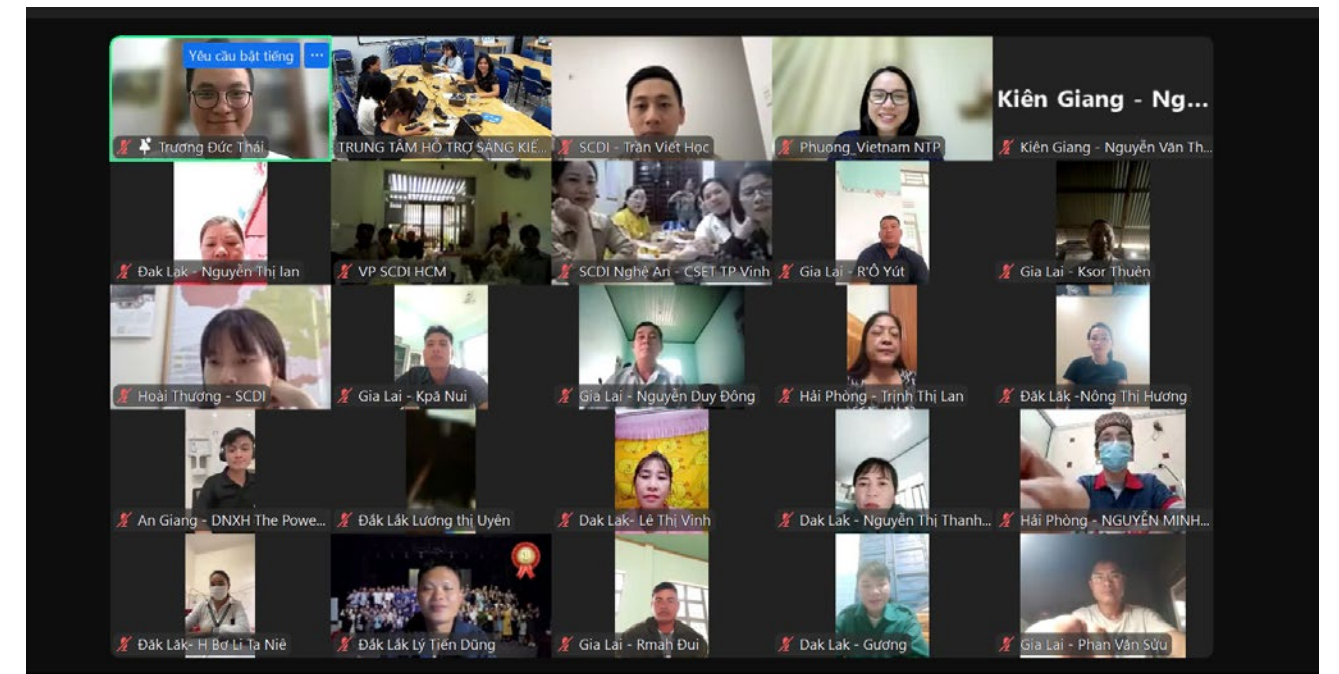 Yêu cầu bật tiếng ...
Trương Đức Thái
TRUNG TÂM HỖ TRỢ SÁNG KIẾ...
SCDI - Trần Viết Học
Phuong_Vietnam NTP
Kiên Giang - Ng...
Kiên Giang - Nguyễn Văn Th...
Đak Lak - Nguyễn Thị lan
VP SCDI HCM
SCDI Nghệ An - CSET TP Vinh
Gia Lai - R'Ô Yút
Gia Lai - Ksor Thuên
Hoài Thương - SCDI
Gia Lai - Kpă Nui
Gia Lai - Nguyễn Duy Đông
Hải Phòng - Trịnh Thị Lan
Đăk Lăk -Nông Thị Hương
An Giang - DNXH The Powe...
Đắk Lắk Lương thị Uyên
Dak Lak- Lê Thị Vinh
Dak Lak - Nguyễn Thị Thanh...
Hải Phòng - NGUYỄN MINH...
Đăk Lăk- H Bơ Li Ta Niê
Đắk Lắk Lý Tiến Dũng
Gia Lai - Rmah Đui
Dak Lak - Gương
Gia Lai - Phan Văn Sửu